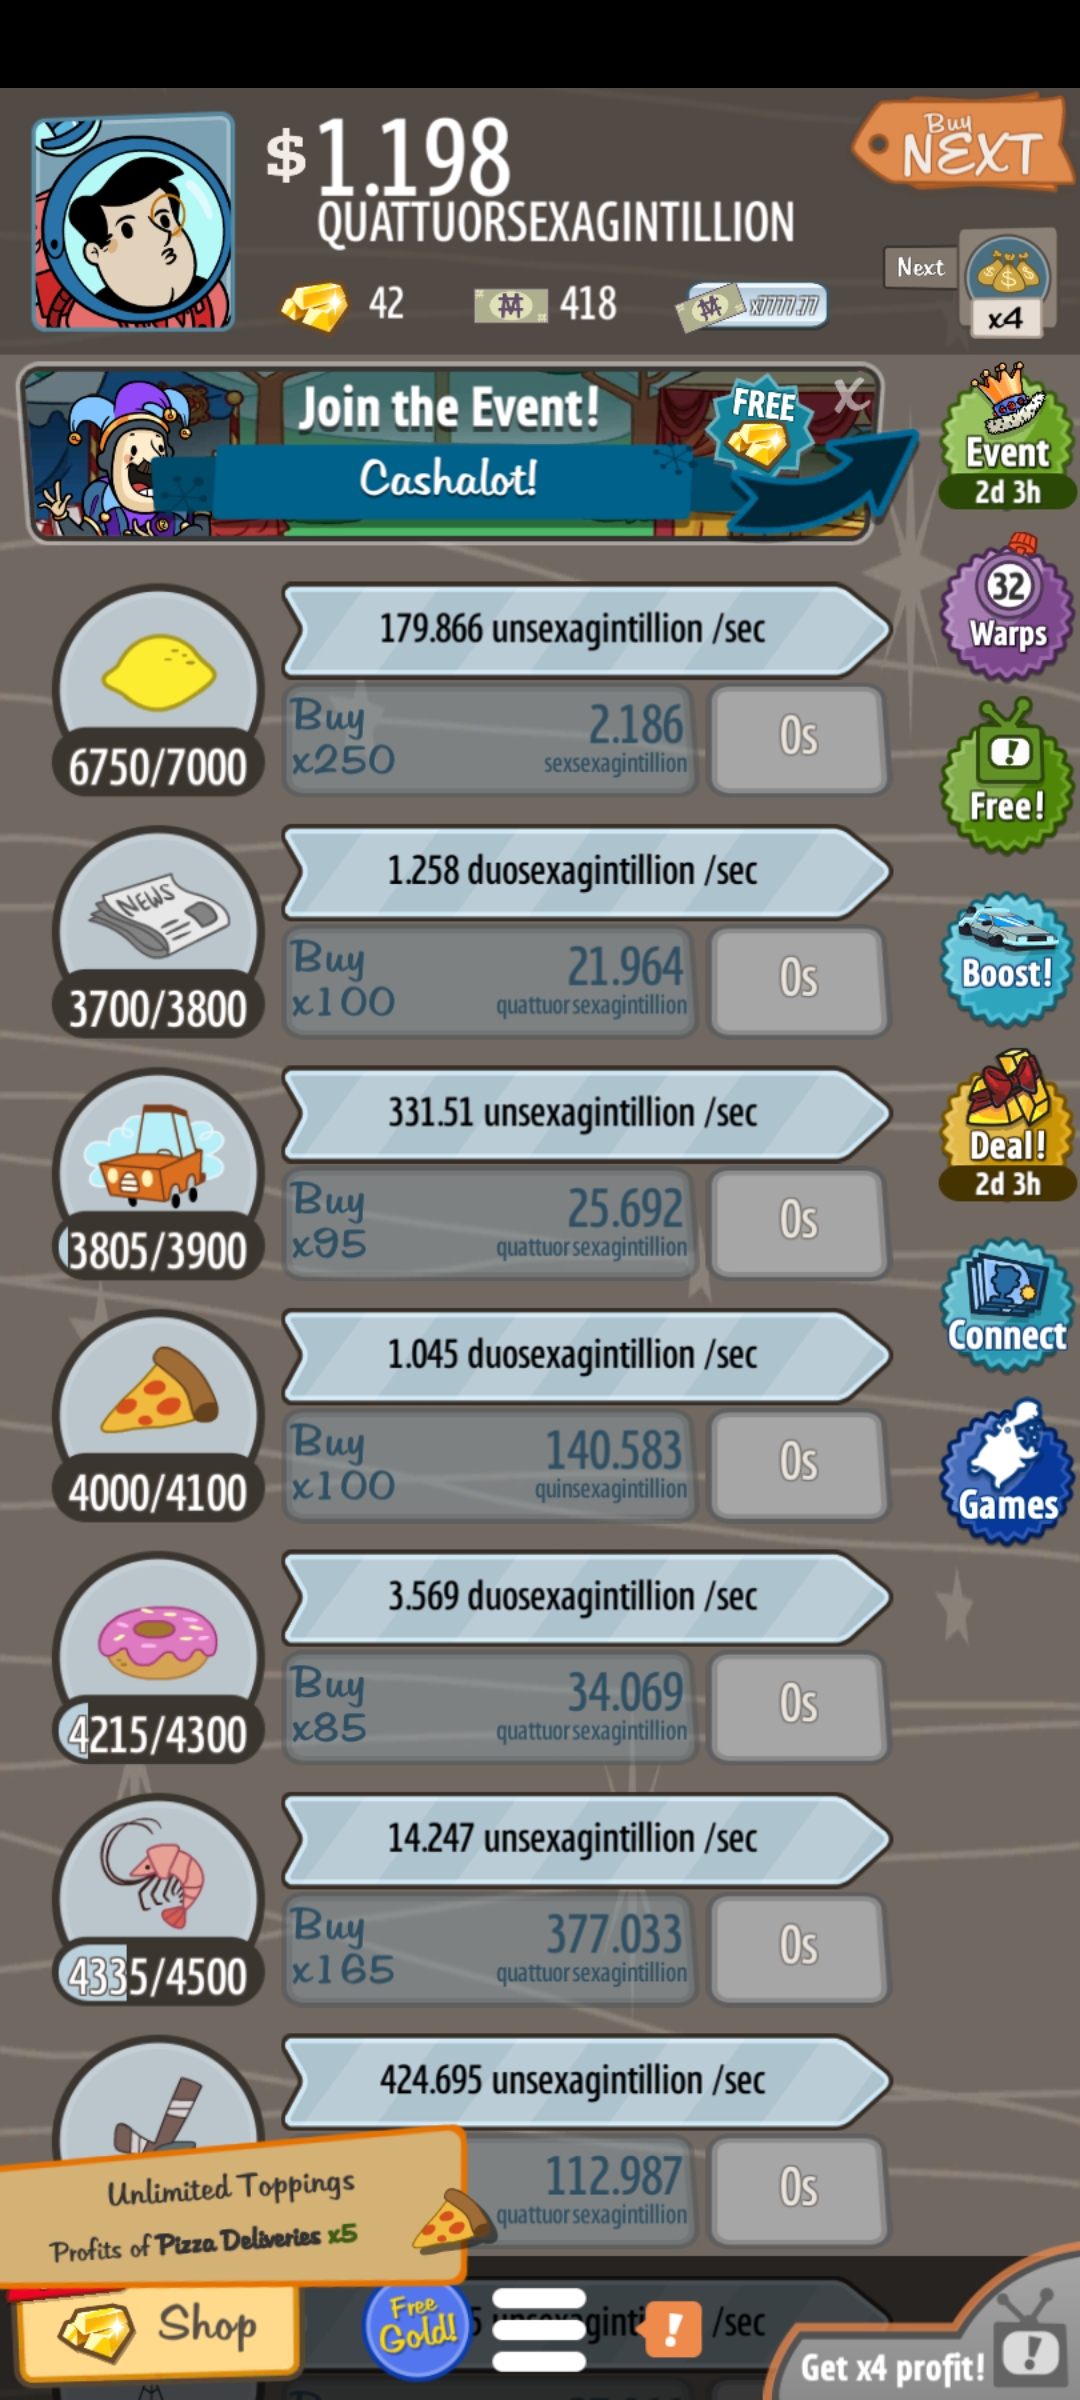 $1.198
QUATTUORSEXAGINTILLION
Buy
NEXT
42
418
x7777.77
Next
x4
Join the Event!
Cashalot!
FREE
X
Event
2d 3h
179.866 unsexagintillion /sec
6750/7000
Buy
x250
2.186
sexsexagintillion
0s
32
Warps
NEWS
1.258 duosexagintillion /sec
3700/3800
Buy
x100
21.964
quattuorsexagintillion
0s
!
Free!
331.51 unsexagintillion /sec
3805/3900
Buy
x95
25.692
quattuorsexagintillion
0s
Boost!
Deal!
2d 3h
1.045 duosexagintillion /sec
4000/4100
Buy
x100
140.583
quinsexagintillion
0s
Connect
Games
3.569 duosexagintillion /sec
4215/4300
Buy
x85
34.069
quattuorsexagintillion
0s
14.247 unsexagintillion /sec
4335/4500
Buy
x165
377.033
quattuorsexagintillion
0s
424.695 unsexagintillion /sec
112.987
quattuorsexagintillion
0s
Unlimited Toppings
Profits of Pizza Deliveries x5
Shop
Free
Gold!
!
/sec
Get x4 profit!
!